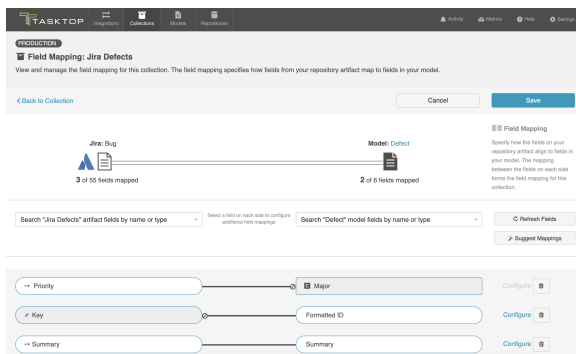 TASKTOP
Integrations
Collections
Models
Repositories
Activity
Metrics
Help
Settings
PRODUCTION
Field Mapping: Jira Defects
View and manage the field mapping for this collection. The field mapping specifies how fields from your repository artifact map to fields in your model.
Back to Collection
Cancel
Save
Jira: Bug
Model: Defect
3 of 55 fields mapped
2 of 6 fields mapped
Field Mapping
Specify how the fields on your
repository artifact align to fields in
your model. The mapping
between the fields on each side
forms the field mapping for this
collection.
Search "Jira Defects" artifact fields by name or type
Select a field on each side to configure
additional field mappings
Search "Defect" model fields by name or type
Refresh Fields
Suggest Mappings
Priority
C Major
Configure
Key
Formatted ID
Configure
Summary
Summary
Configure